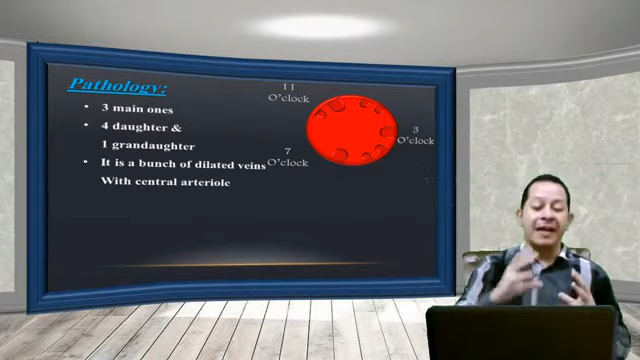 Pathology:
• 3 main ones
• 4 daughter &
1 grandaughter
• It is a bunch of dilated veins
With central arteriole
11
O'clock
3
O'clock
7
O'clock